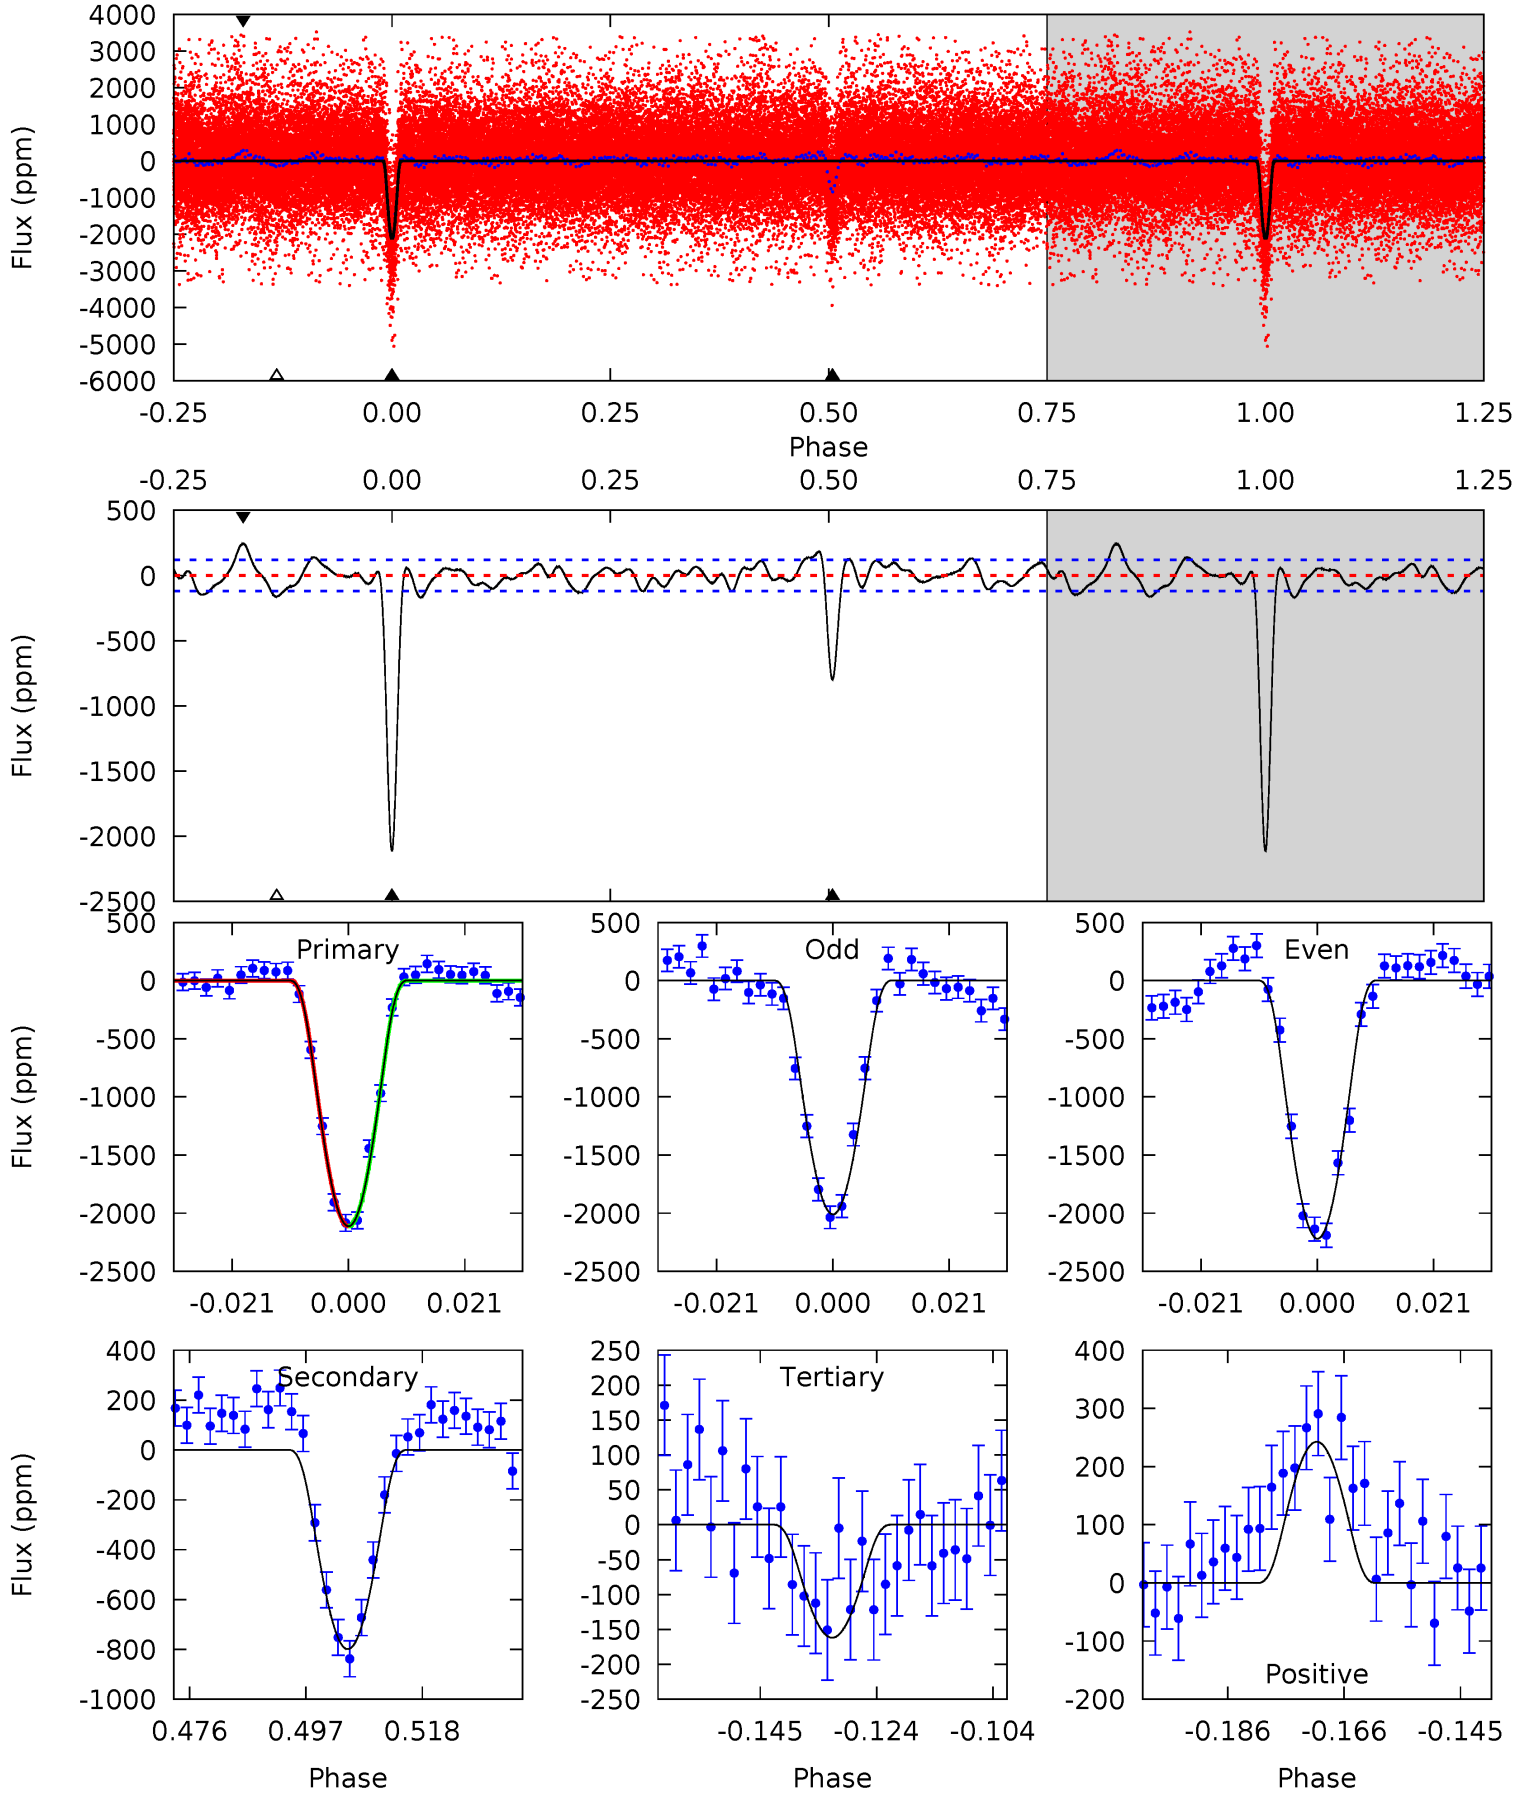 4000
3000
2000
1000
0
-1000
-2000
-3000
-4000
-5000
-6000
Flux (ppm)
-0.25 0.00 0.25 0.50 0.75 1.00 1.25
Phase
-0.25 0.00 0.25 0.50 0.75 1.00 1.25
500
0
-500
-1000
-1500
-2000
-2500
Flux (ppm)
Primary
500
0
-500
-1000
-1500
-2000
-2500
Flux (ppm)
-0.021 0.000 0.021
Odd
500
0
-500
-1000
-1500
-2000
-2500
-0.021 0.000 0.021
Even
500
0
-500
-1000
-1500
-2000
-2500
-0.021 0.000 0.021
Secondary
400
200
0
-200
-400
-600
-800
-1000
Flux (ppm)
0.476 0.497 0.518
Phase
Tertiary
250
200
150
100
50
0
-50
-100
-150
-200
-250
-0.145 -0.124 -0.104
Phase
400
300
200
100
0
-100
-200
Positive
-0.186 -0.166 -0.145
Phase